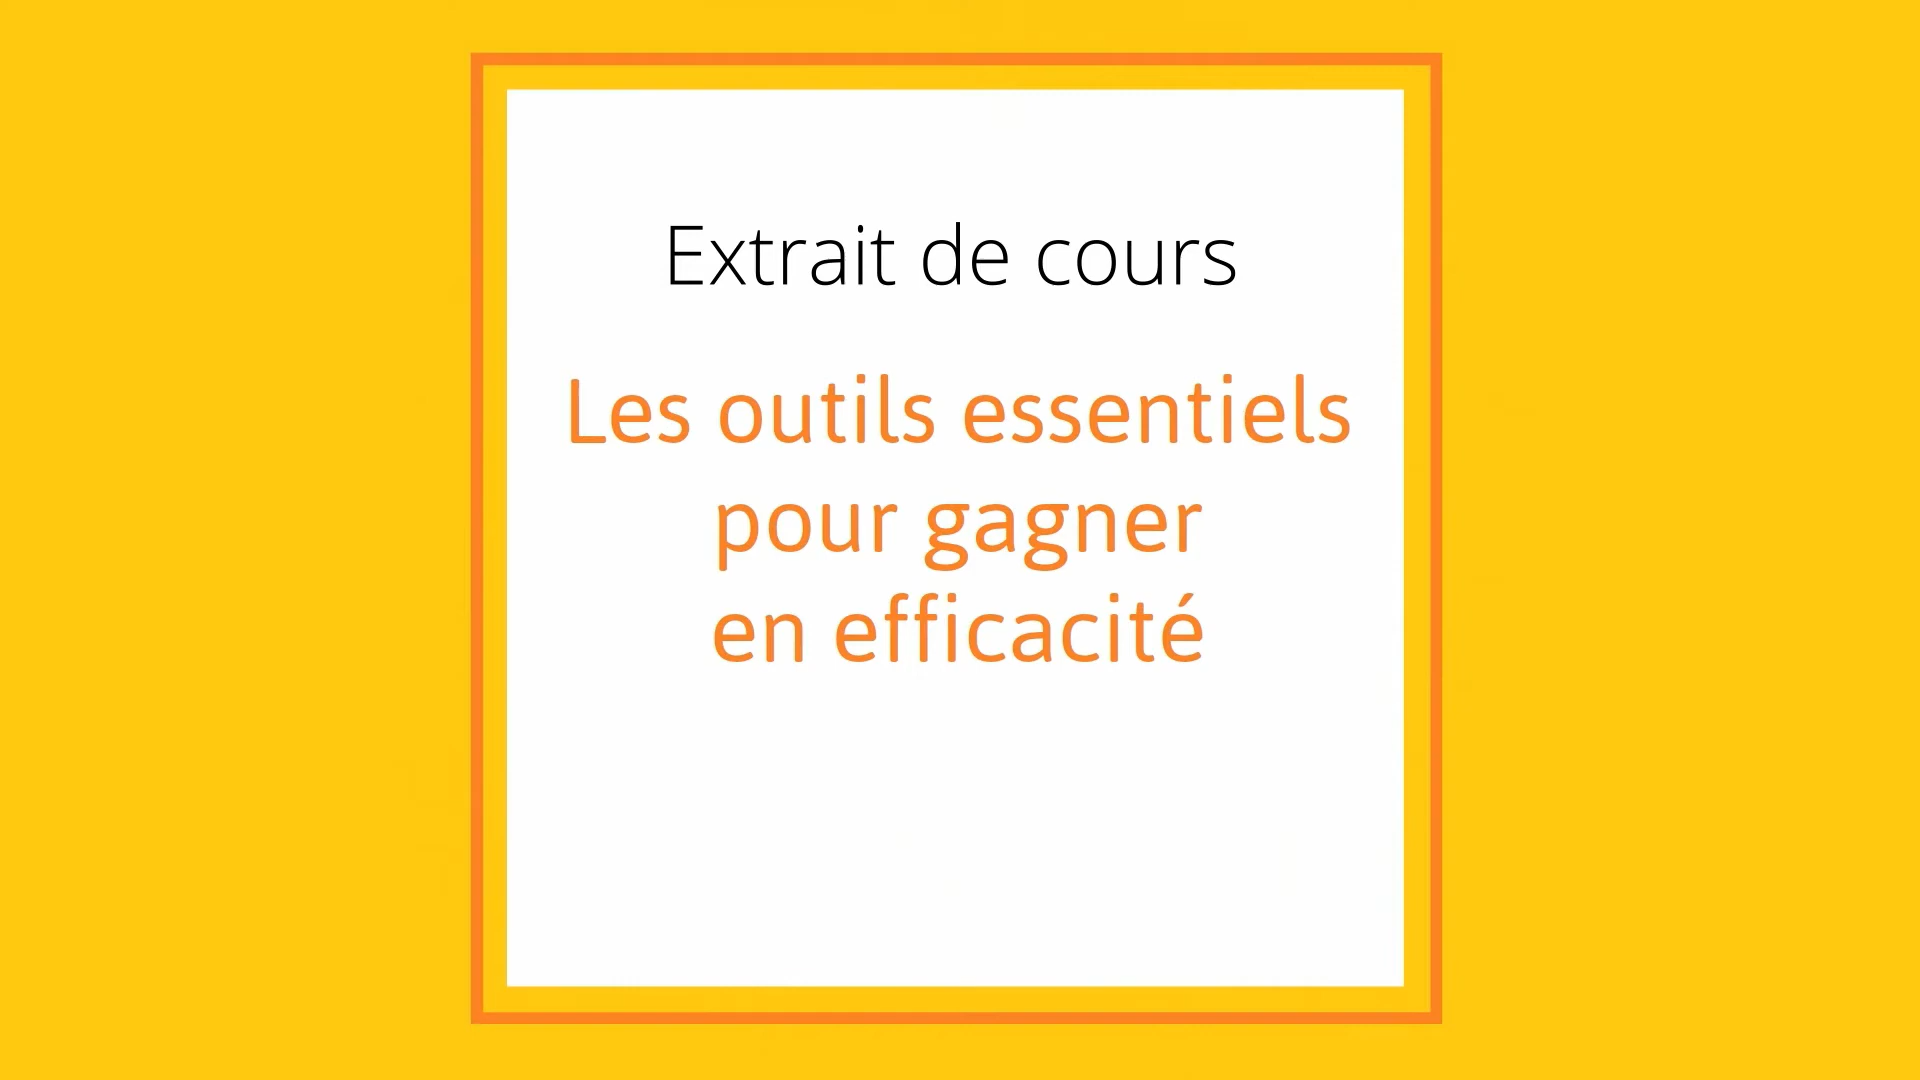 Extrait de cours
Les outils essentiels
pour gagner
en efficacité